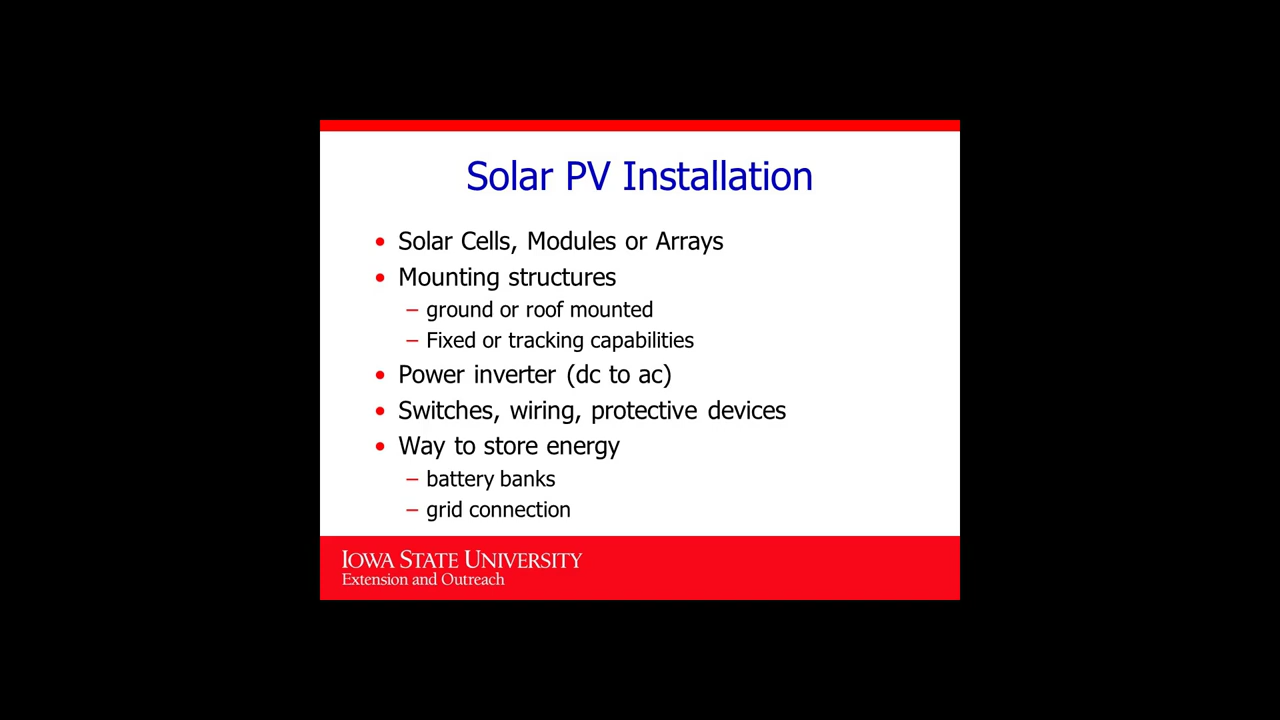 Solar PV Installation
• Solar Cells, Modules or Arrays
• Mounting structures
– ground or roof mounted
– Fixed or tracking capabilities
• Power inverter (dc to ac)
• Switches, wiring, protective devices
• Way to store energy
– battery banks
– grid connection
IOWA STATE UNIVERSITY
Extension and Outreach